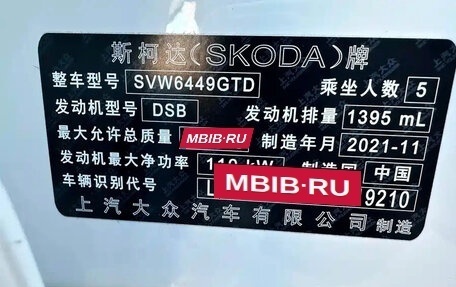 斯柯达(SKODA)牌
整车型号 SVW6449GTD 乘坐人数 5
发动机型号 DSB 发动机排量 1395 mL
最大允许总质量 MBIB.RU 制造年月 2021-11
发动机最大净功率 110 kW 制造国 中国
车辆识别代号 L MBIB.RU 9210
上汽大众汽车有限公司 制造